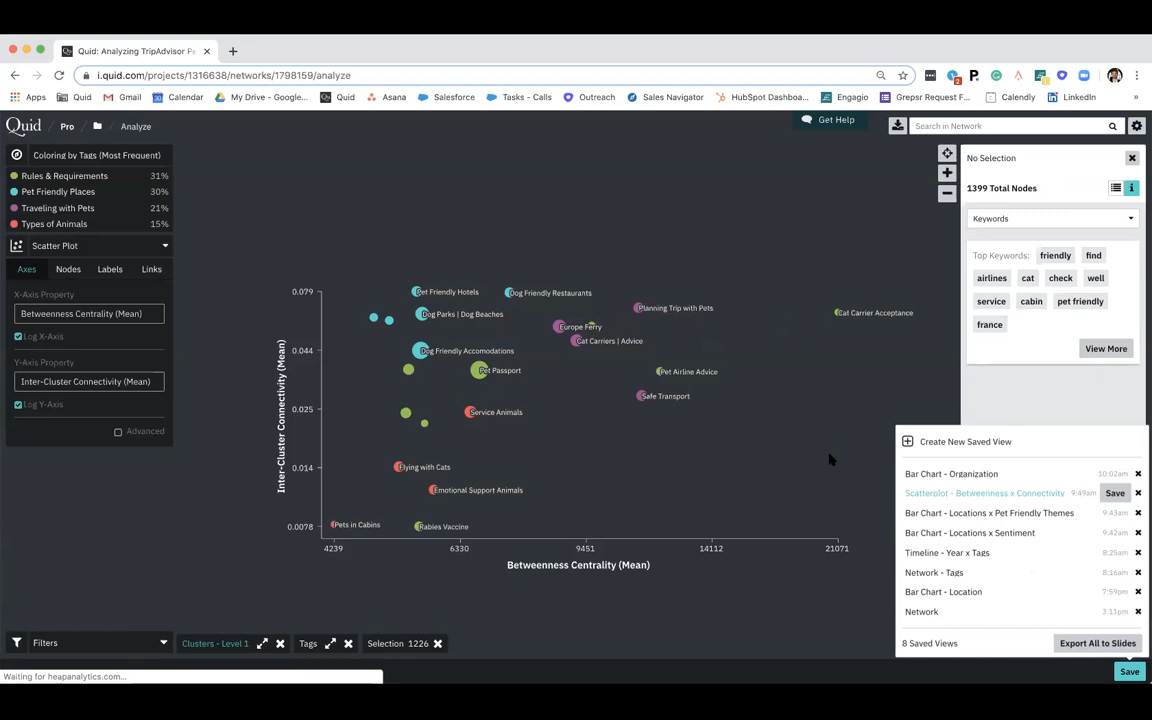 Quid: Analyzing TripAdvisor Pe
i.quid.com/projects/1316638/networks/1798159/analyze
Apps Quid Gmail Calendar My Drive - Google... Quid Asana Salesforce Tasks - Calls Outreach Sales Navigator HubSpot Dashboa... Engagio Grepsr Request F... Calendly LinkedIn »
Quid / Pro / / Analyze
Get Help
Search in Network
Coloring by Tags (Most Frequent)
Rules & Requirements 31%
Pet Friendly Places 30%
Traveling with Pets 21%
Types of Animals 15%
Scatter Plot
Axes Nodes Labels Links
X-Axis Property
Betweenness Centrality (Mean)
Log X-Axis
Y-Axis Property
Inter-Cluster Connectivity (Mean)
Log Y-Axis
Advanced
Inter-Cluster Connectivity (Mean)
0.079
0.044
0.025
0.014
0.0078
Pet Friendly Hotels
Dog Friendly Restaurants
Planning Trip with Pets
Cat Carrier Acceptance
Dog Parks | Dog Beaches
Europe Ferry
Cat Carriers | Advice
Dog Friendly Accomodations
Pet Passport
Pet Airline Advice
Safe Transport
Service Animals
Flying with Cats
Emotional Support Animals
Pets in Cabins
Rabies Vaccine
4239 6330 9451 14112 21071
Betweenness Centrality (Mean)
No Selection
1399 Total Nodes
Keywords
Top Keywords: friendly find
airlines cat check well
service cabin pet friendly
france
View More
Create New Saved View
Bar Chart - Organization 10:02am
Scatterplot - Betweenness x Connectivity 9:49am Save
Bar Chart - Locations x Pet Friendly Themes 9:43am
Bar Chart - Locations x Sentiment 9:42am
Timeline - Year x Tags 8:25am
Network - Tags 8:16am
Bar Chart - Location 7:59pm
Network 3:11pm
8 Saved Views Export All to Slides
Filters
Clusters - Level 1 Tags Selection 1226
Save
Waiting for heapanalytics.com...